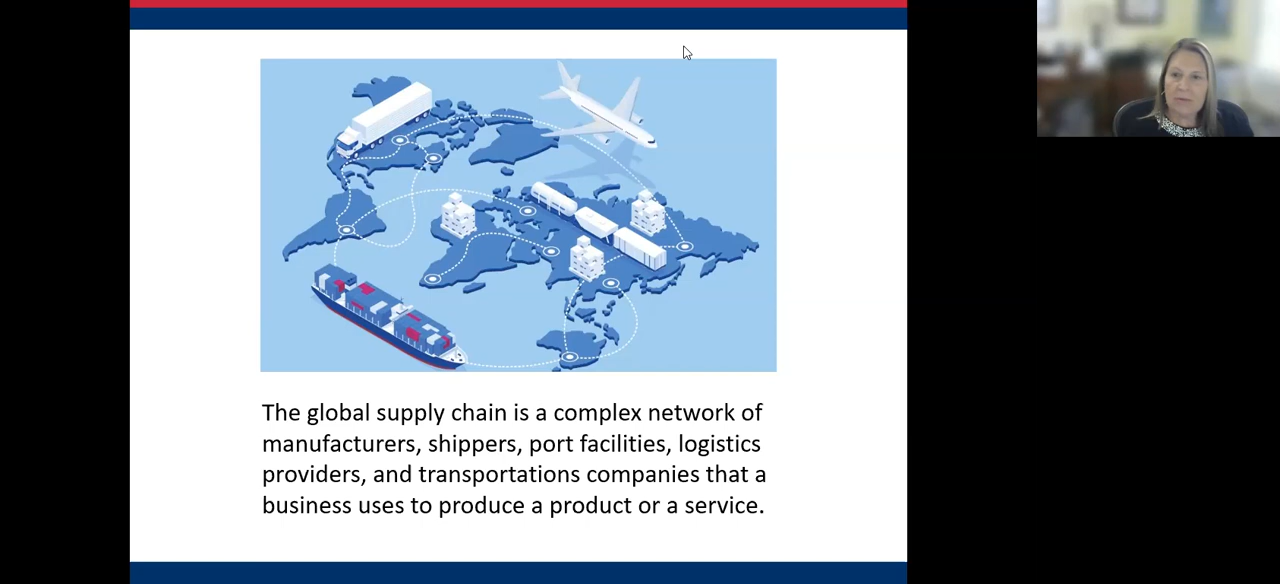 The global supply chain is a complex network of
manufacturers, shippers, port facilities, logistics
providers, and transportations companies that a
business uses to produce a product or a service.